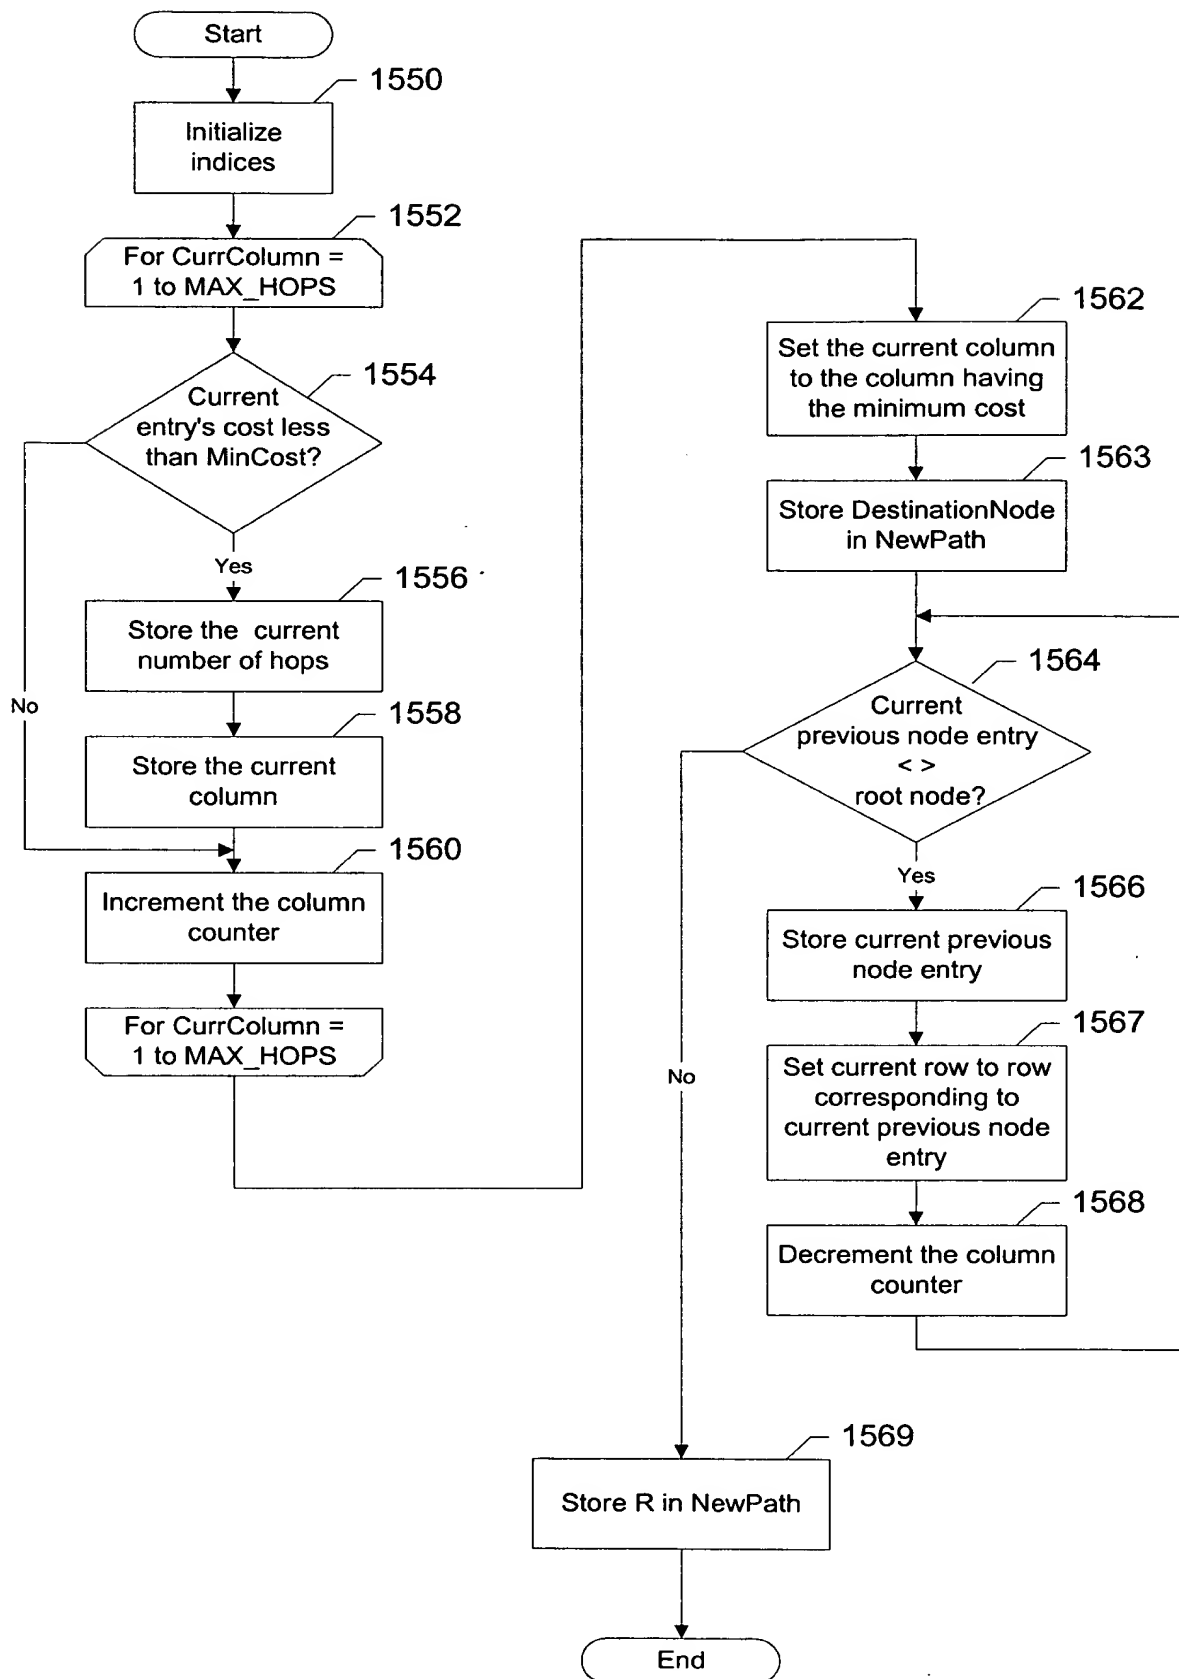 Start
1550
Initialize
indices
1552
For CurrColumn =
1 to MAX_HOPS
1554
Current
entry's cost less
than MinCost?
Yes
No
1556
Store the current
number of hops
1558
Store the current
column
1560
Increment the column
counter
For CurrColumn =
1 to MAX_HOPS
1562
Set the current column
to the column having
the minimum cost
1563
Store DestinationNode
in NewPath
1564
Current
previous node entry
< >
root node?
Yes
No
1566
Store current previous
node entry
1567
Set current row to row
corresponding to
current previous node
entry
1568
Decrement the column
counter
1569
Store R in NewPath
End